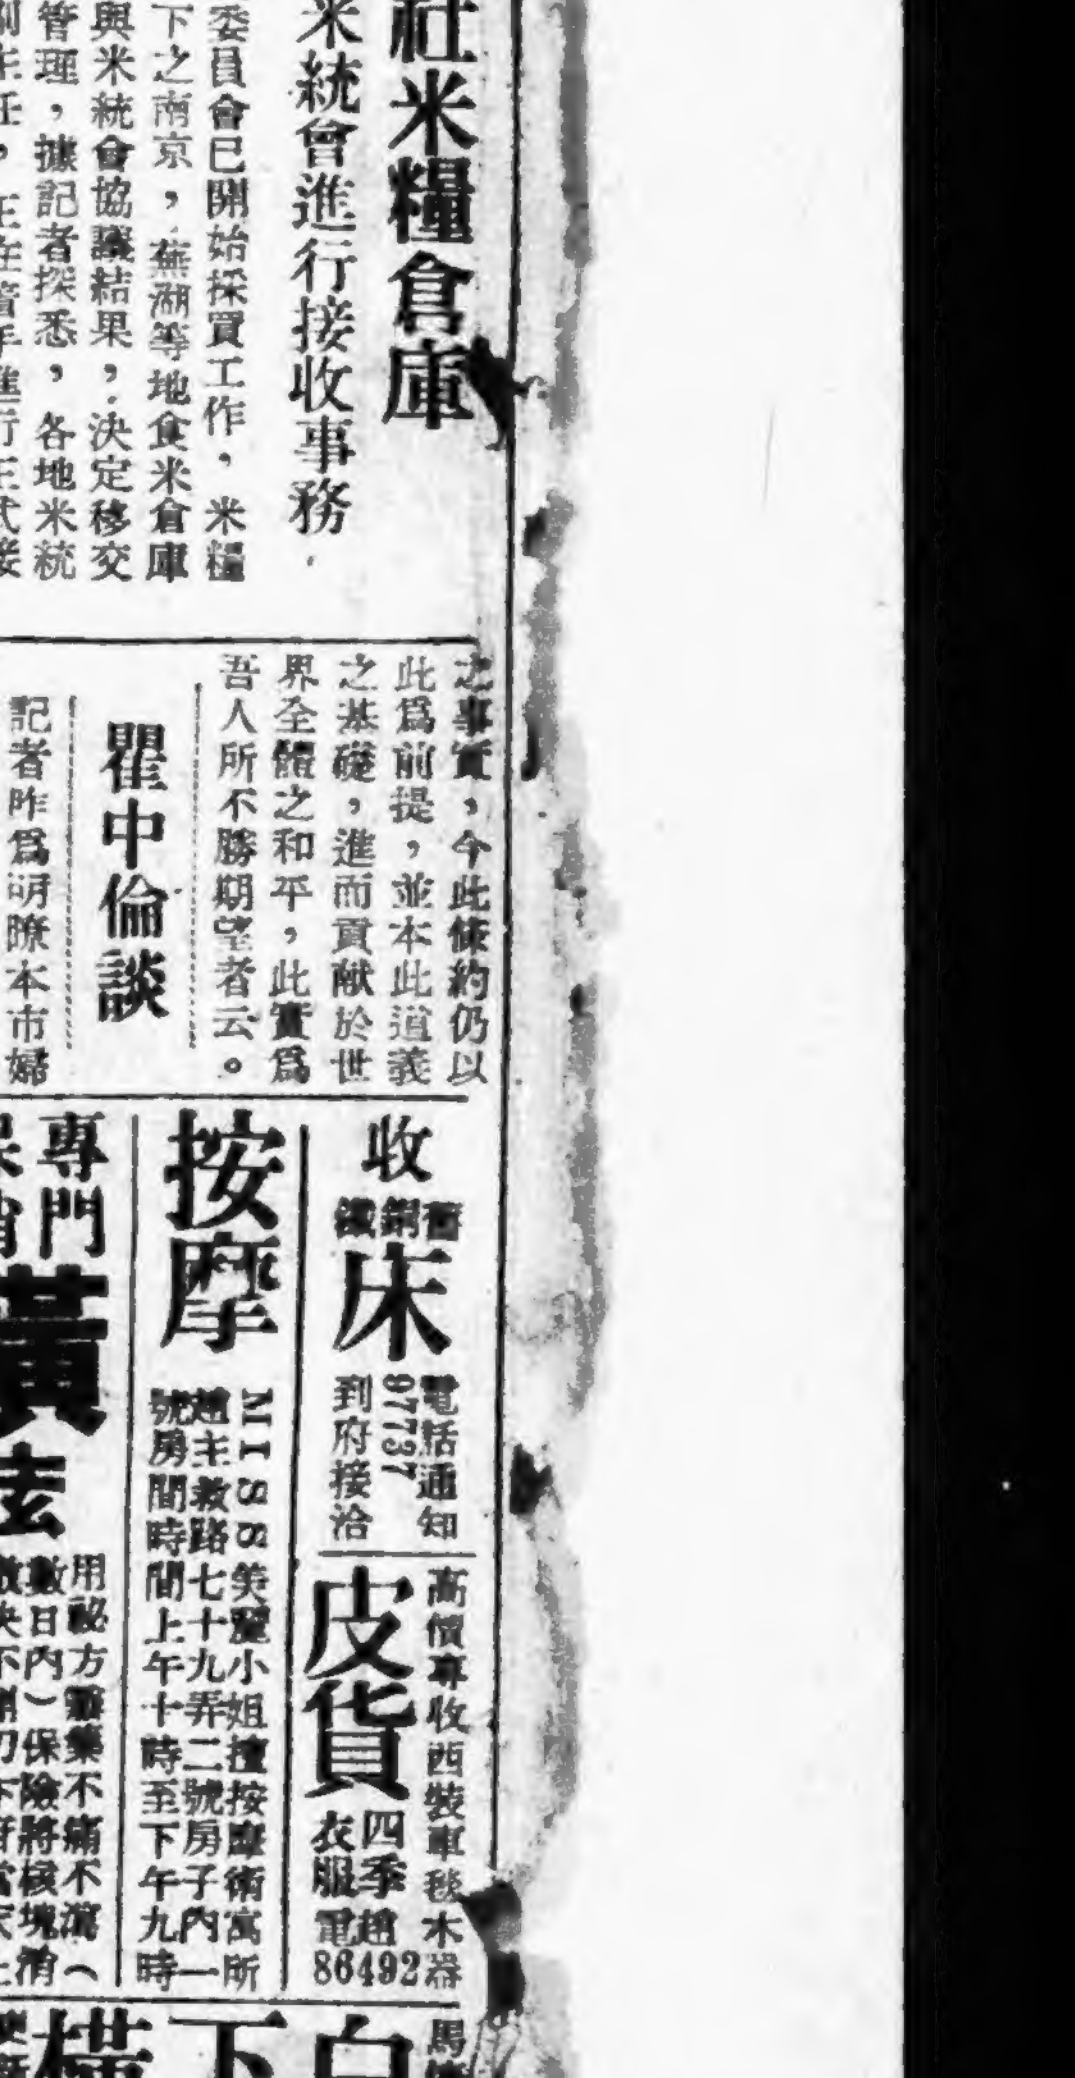 社米糧倉庫
米統會進行接收事務
委員會已開始採買工作，米糧
下之南京，蕪湖等地食米倉庫
與米統會協議結果，決定移交
管理，據記者探悉，各地米統
之事實，今此條約仍以
此爲前提，並本此道義
之基礎，進而貢献於世
界全體之和平，此實爲
吾人所不勝期望者云。
瞿中倫談
記者昨爲明瞭本市婦
收
舊銅鐵
床
電話通知
97737
到府接洽
高價專收西裝車毯木器
皮貨
四季
衣服
電
86492
按摩
MISS美麗小姐擅按摩術寓所
趙主教路七十九弄二號房子內一
號房間時間上午十時至下午九時
專門
用祕方
不痛不瀉（
數日內）保險將核塊消
白下